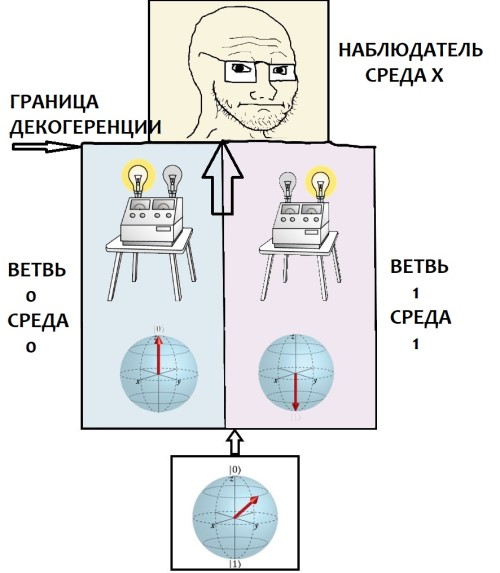 НАБЛЮДАТЕЛЬ
СРЕДА X
ГРАНИЦА
ДЕКОГЕРЕНЦИИ
ВЕТВЬ
0
СРЕДА
0
ВЕТВЬ
1
СРЕДА
1
|0⟩
z
x y
z
x y
|1⟩
|0⟩
z
x y
|1⟩